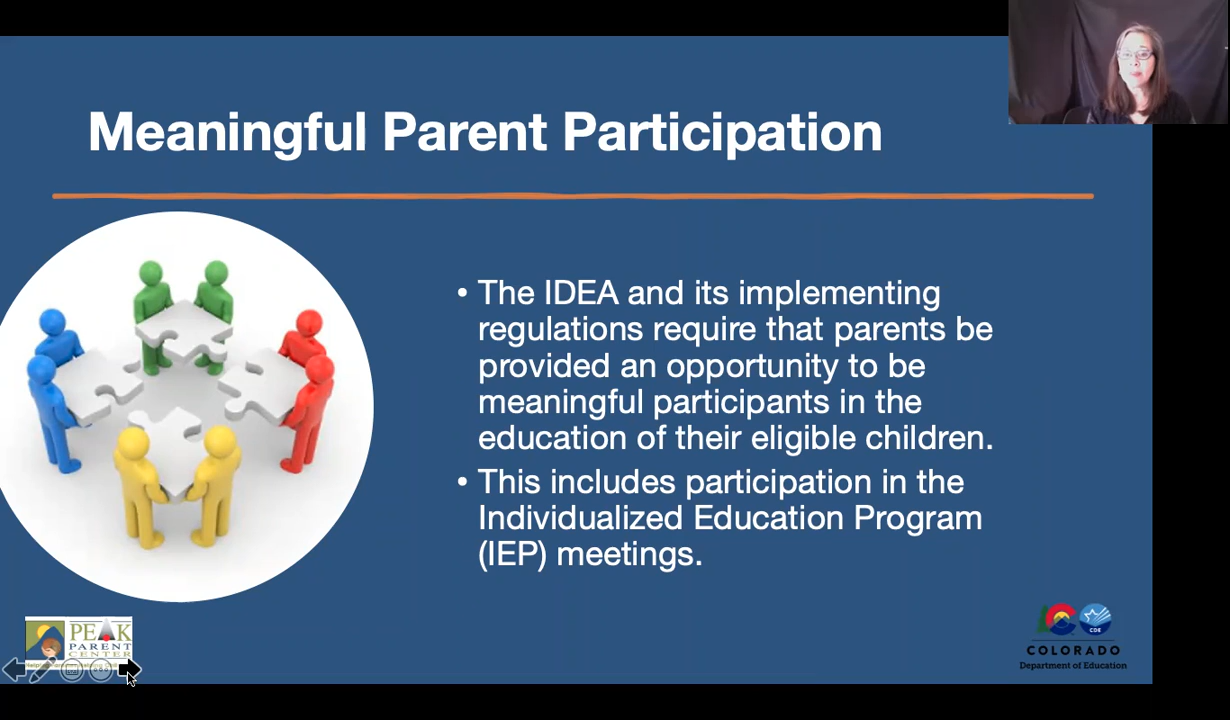 Meaningful Parent Participation
• The IDEA and its implementing
regulations require that parents be
provided an opportunity to be
meaningful participants in the
education of their eligible children.
• This includes participation in the
Individualized Education Program
(IEP) meetings.
PEAK
PARENT
CENTER
CDE
COLORADO
Department of Education